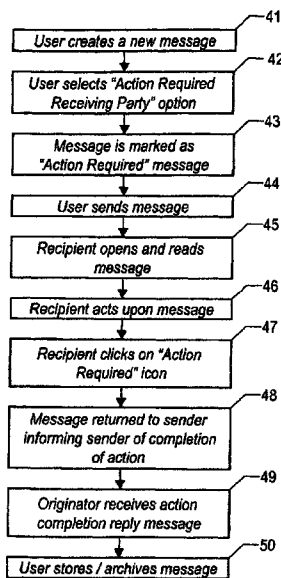 41
User creates a new message
42
User selects "Action Required
Receiving Party" option
43
Message is marked as
"Action Required" message
44
User sends message
45
Recipient opens and reads
message
46
Recipient acts upon message
47
Recipient clicks on "Action
Required" icon
48
Message returned to sender
informing sender of completion
of action
49
Originator receives action
completion reply message
50
User stores / archives message